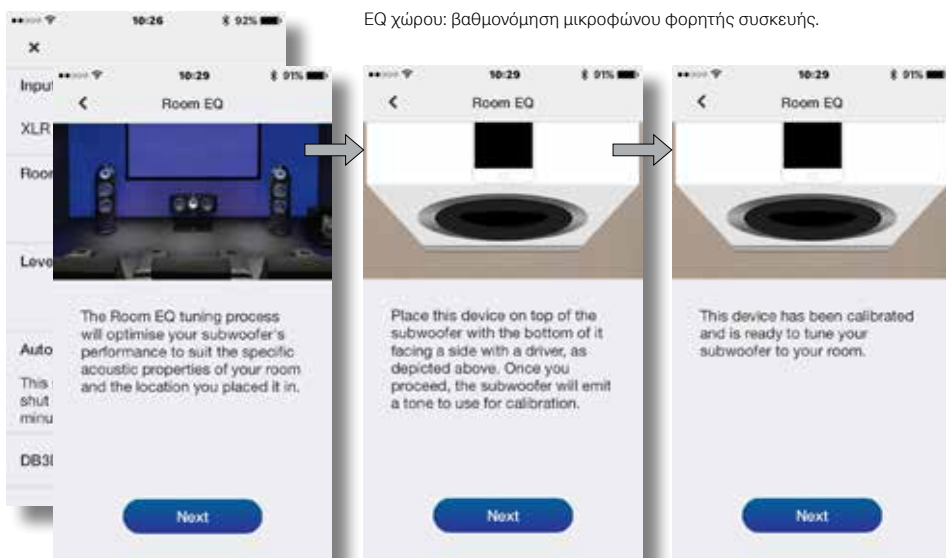 EQ χώρου: βαθμονόμηση μικροφώνου φορητής συσκευής.
10:26
92%
×
Input
XLR
Room
Leve
Auto
This
shut
minu
DB3
10:29
91%
Room EQ
The Room EQ tuning process
will optimise your subwoofer's
performance to suit the specific
acoustic properties of your room
and the location you placed it in.
Next
10:29
91%
Room EQ
Place this device on top of the
subwoofer with the bottom of it
facing a side with a driver, as
depicted above. Once you
proceed, the subwoofer will emit
a tone to use for calibration.
Next
10:29
91%
Room EQ
This device has been calibrated
and is ready to tune your
subwoofer to your room.
Next